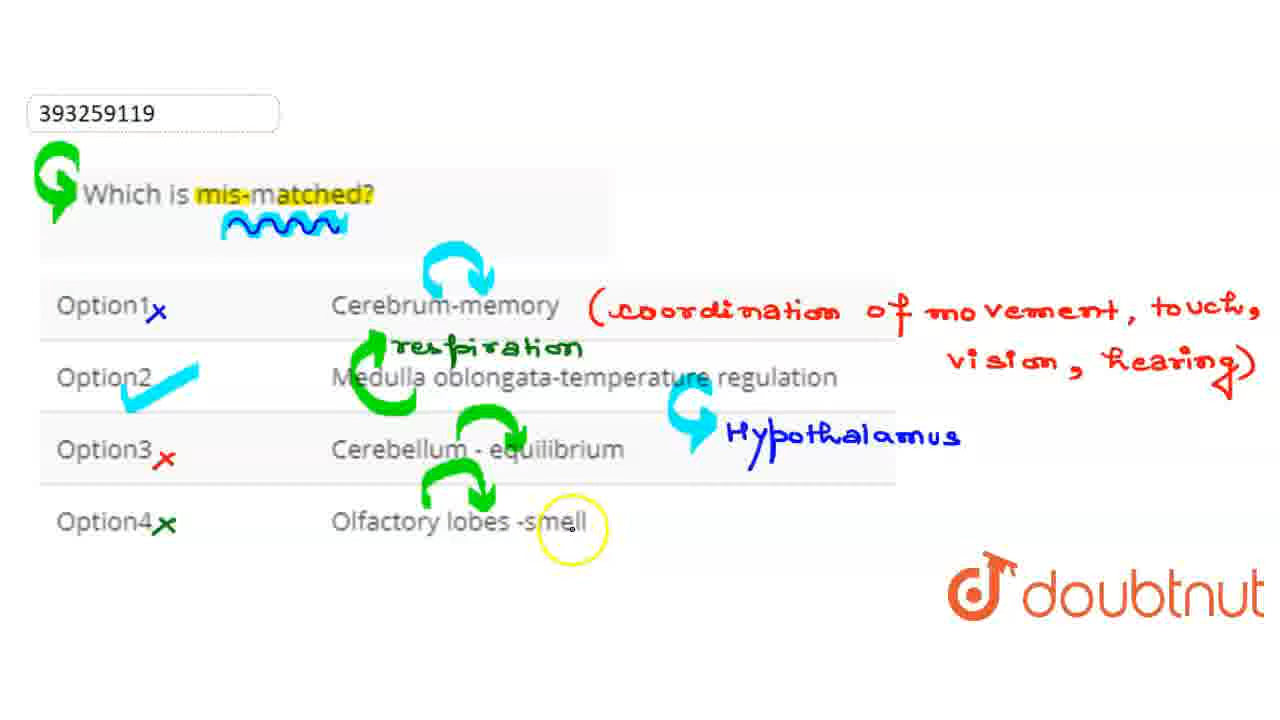 393259119
Which is mis-matched?
Option1 x Cerebrum-memory (coordination of movement, touch,
vision, hearing)
respiration
Option2 Medulla oblongata-temperature regulation
Hypothalamus
Option3 x Cerebellum - equilibrium
Option4 x Olfactory lobes -smell
doubtnut